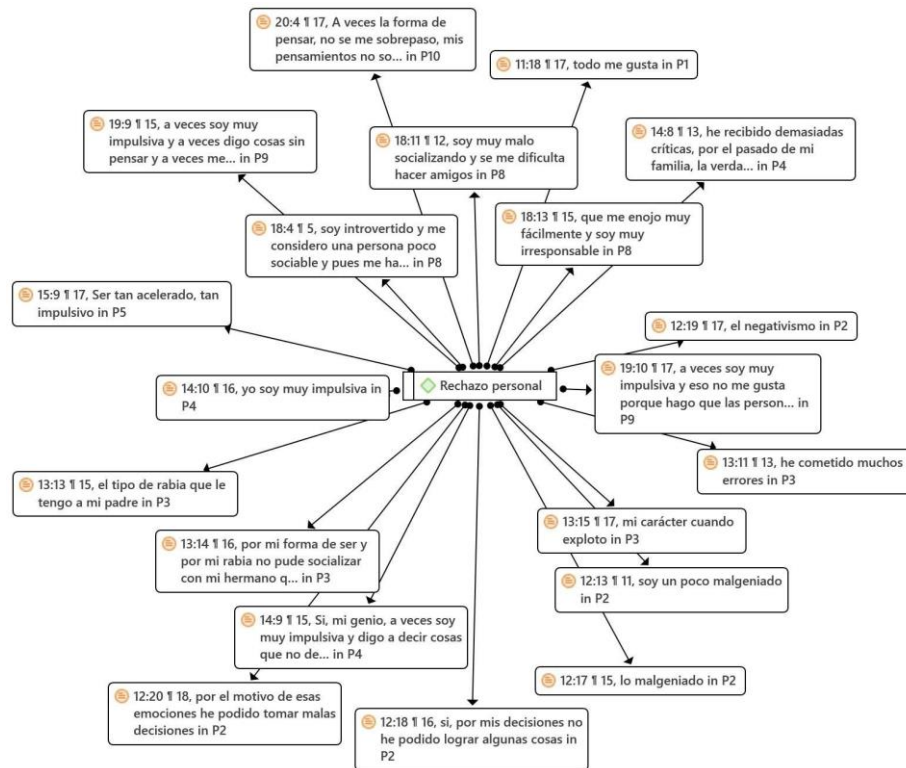 20:4 ¶ 17, A veces la forma de
pensar, no se me sobrepaso, mis
pensamientos no so... in P10
11:18 ¶ 17, todo me gusta in P1
19:9 ¶ 15, a veces soy muy
impulsiva y a veces digo cosas
sin pensar y a veces me... in P9
18:11 ¶ 12, soy muy malo
socializando y se me dificulta
hacer amigos in P8
14:8 ¶ 13, he recibido demasiadas
críticas, por el pasado de mi
familia, la verda... in P4
18:4 ¶ 5, soy introvertido y me
considero una persona poco
sociable y pues me ha... in P8
18:13 ¶ 15, que me enojo muy
fácilmente y soy muy
irresponsable in P8
15:9 ¶ 17, Ser tan acelerado, tan
impulsivo in P5
12:19 ¶ 17, el negativismo in P2
14:10 ¶ 16, yo soy muy impulsiva in
P4
Rechazo personal
19:10 ¶ 17, a veces soy muy
impulsiva y eso no me gusta
porque hago que las person... in
P9
13:11 ¶ 13, he cometido muchos
errores in P3
13:13 ¶ 15, el tipo de rabia que le
tengo a mi padre in P3
13:15 ¶ 17, mi carácter cuando
exploto in P3
13:14 ¶ 16, por mi forma de ser y
por mi rabia no pude socializar
con mi hermano q... in P3
12:13 ¶ 11, soy un poco malgeniado
in P2
14:9 ¶ 15, Si, mi genio, a veces soy
muy impulsiva y digo a decir cosas
que no de... in P4
12:17 ¶ 15, lo malgeniado in P2
12:20 ¶ 18, por el motivo de esas
emociones he podido tomar malas
decisiones in P2
12:18 ¶ 16, si, por mis decisiones no
he podido lograr algunas cosas in
P2